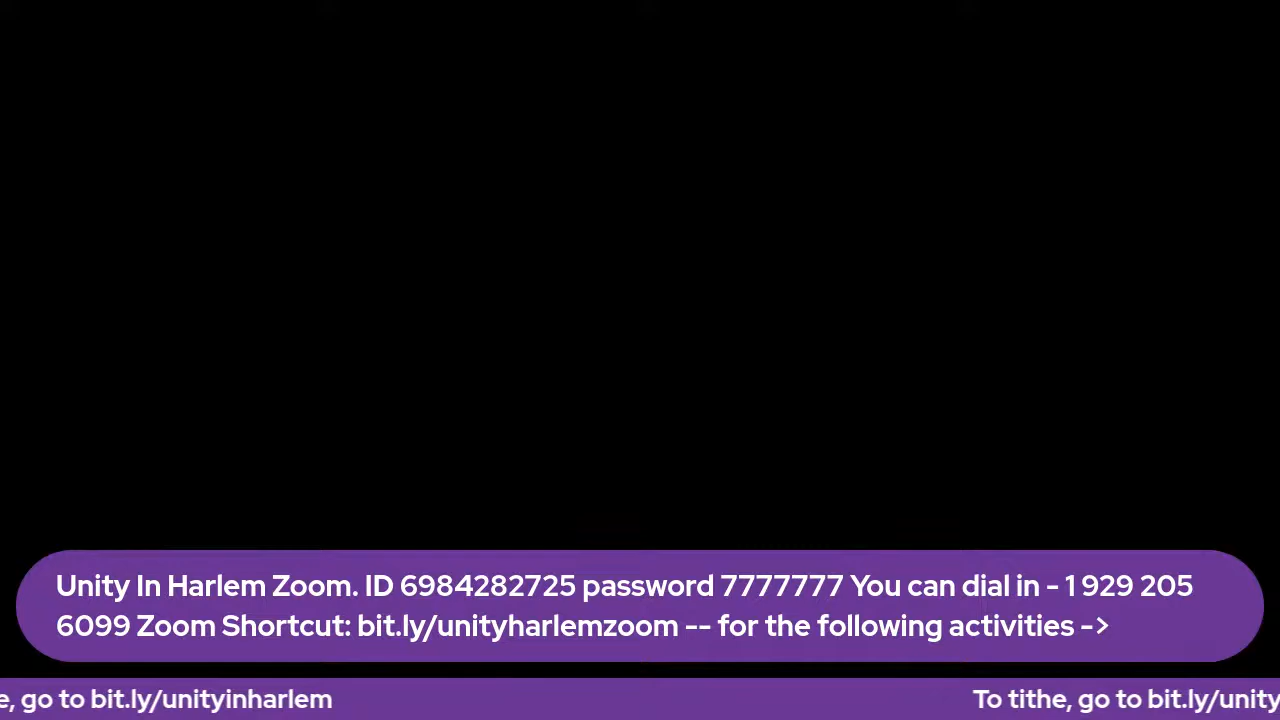 Unity In Harlem Zoom. ID 6984282725 password 7777777 You can dial in - 1 929 205
6099 Zoom Shortcut: bit.ly/unityharlemzoom -- for the following activities ->
e, go to bit.ly/unityinharlem To tithe, go to bit.ly/unity